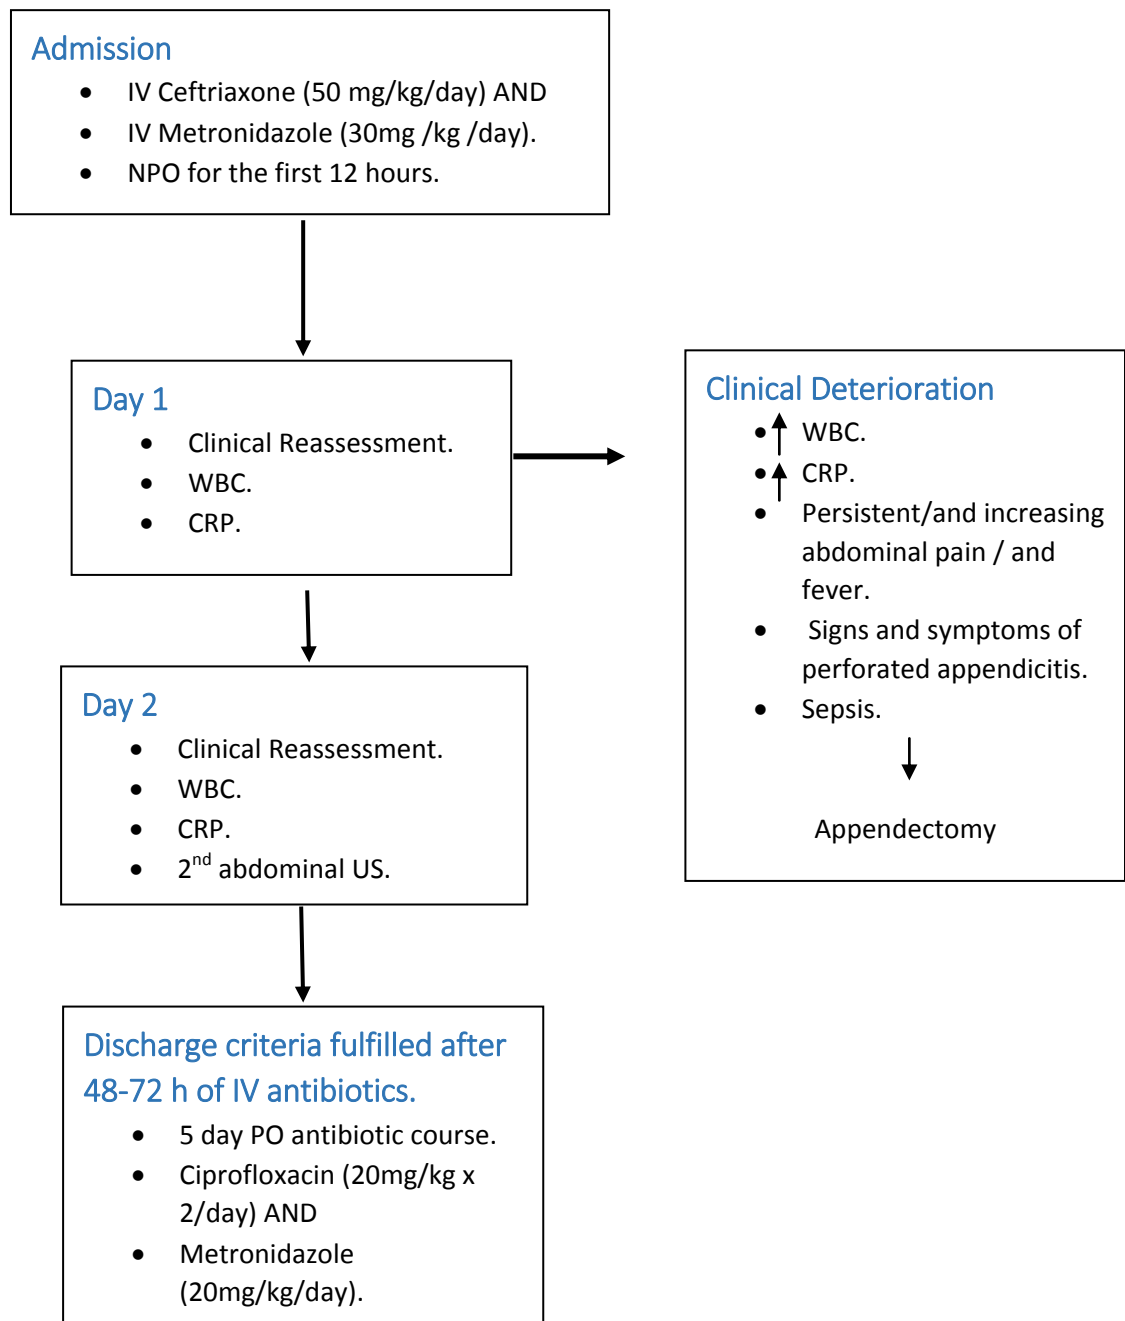 Admission
• IV Ceftriaxone (50 mg/kg/day) AND
• IV Metronidazole (30mg /kg /day).
• NPO for the first 12 hours.
Day 1
• Clinical Reassessment.
• WBC.
• CRP.
Clinical Deterioration
• ↑ WBC.
• ↑ CRP.
• Persistent/and increasing
abdominal pain / and
fever.
• Signs and symptoms of
perforated appendicitis.
• Sepsis.
Appendectomy
Day 2
• Clinical Reassessment.
• WBC.
• CRP.
• 2nd abdominal US.
Discharge criteria fulfilled after
48-72 h of IV antibiotics.
• 5 day PO antibiotic course.
• Ciprofloxacin (20mg/kg x
2/day) AND
• Metronidazole
(20mg/kg/day).